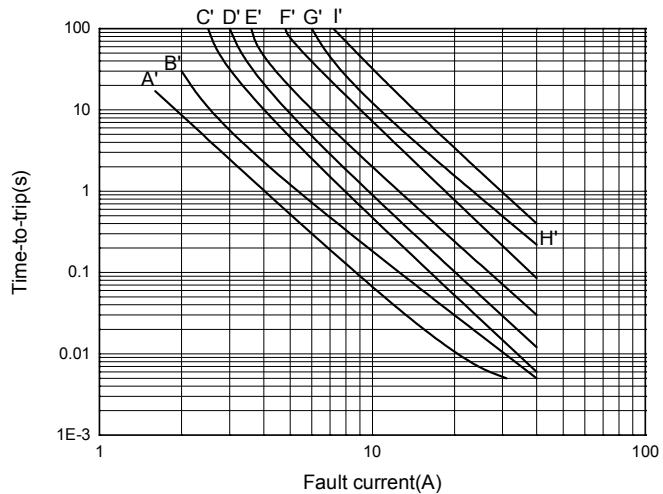 C' D' E' F' G' I'
100
B'
A'
10
1
H'
0.1
0.01
1E-3
1 10 100
Time-to-trip(s)
Fault current(A)